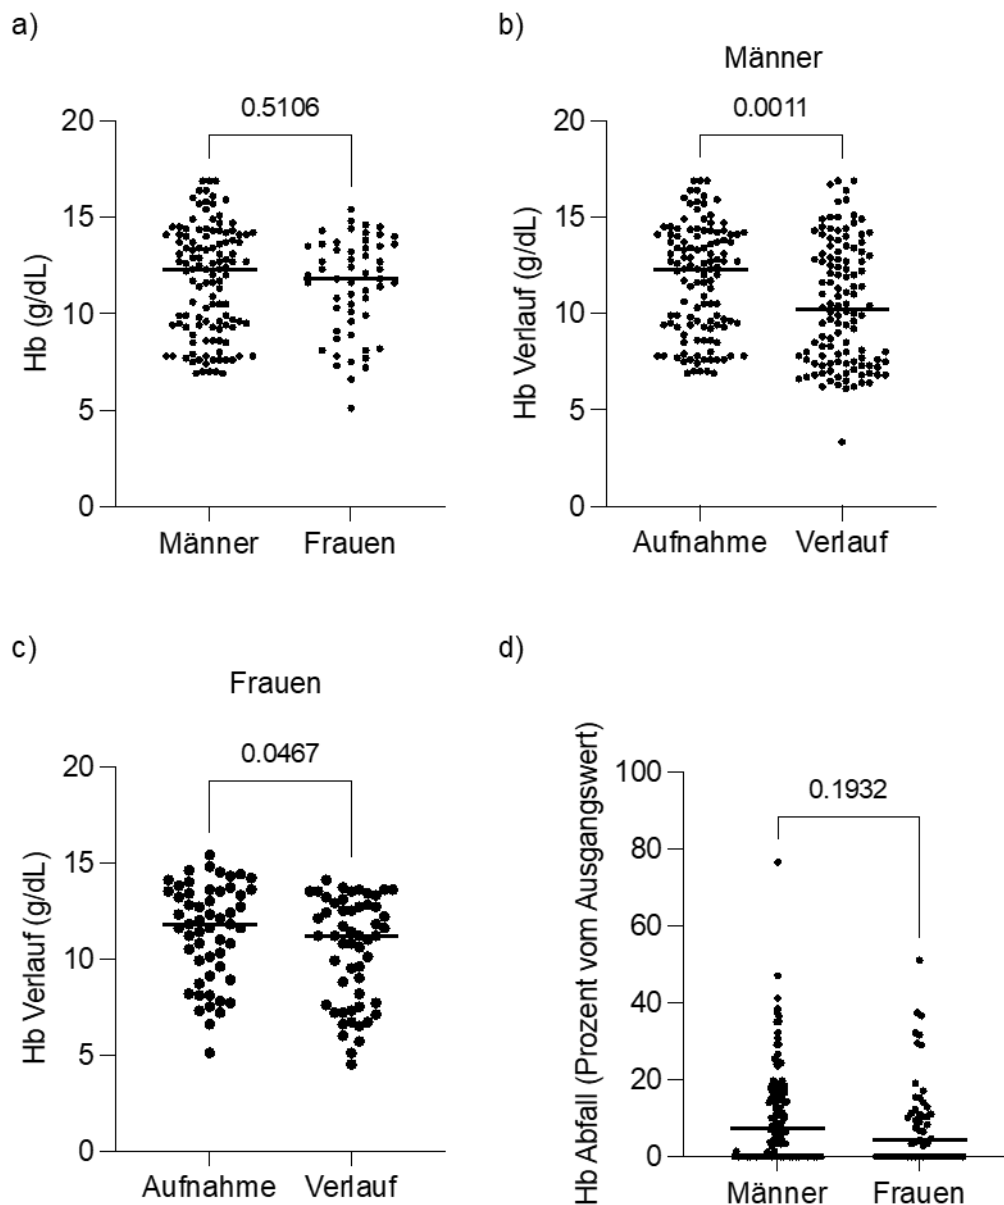 a)
0.5106
20
15
10
5
0
Hb (g/dL)
Männer Frauen
b)
Männer
0.0011
20
15
10
5
0
Hb Verlauf (g/dL)
Aufnahme Verlauf
c)
Frauen
0.0467
20
15
10
5
0
Hb Verlauf (g/dL)
Aufnahme Verlauf
d)
0.1932
100
80
60
40
20
0
Hb Abfall (Prozent vom Ausgangswert)
Männer Frauen